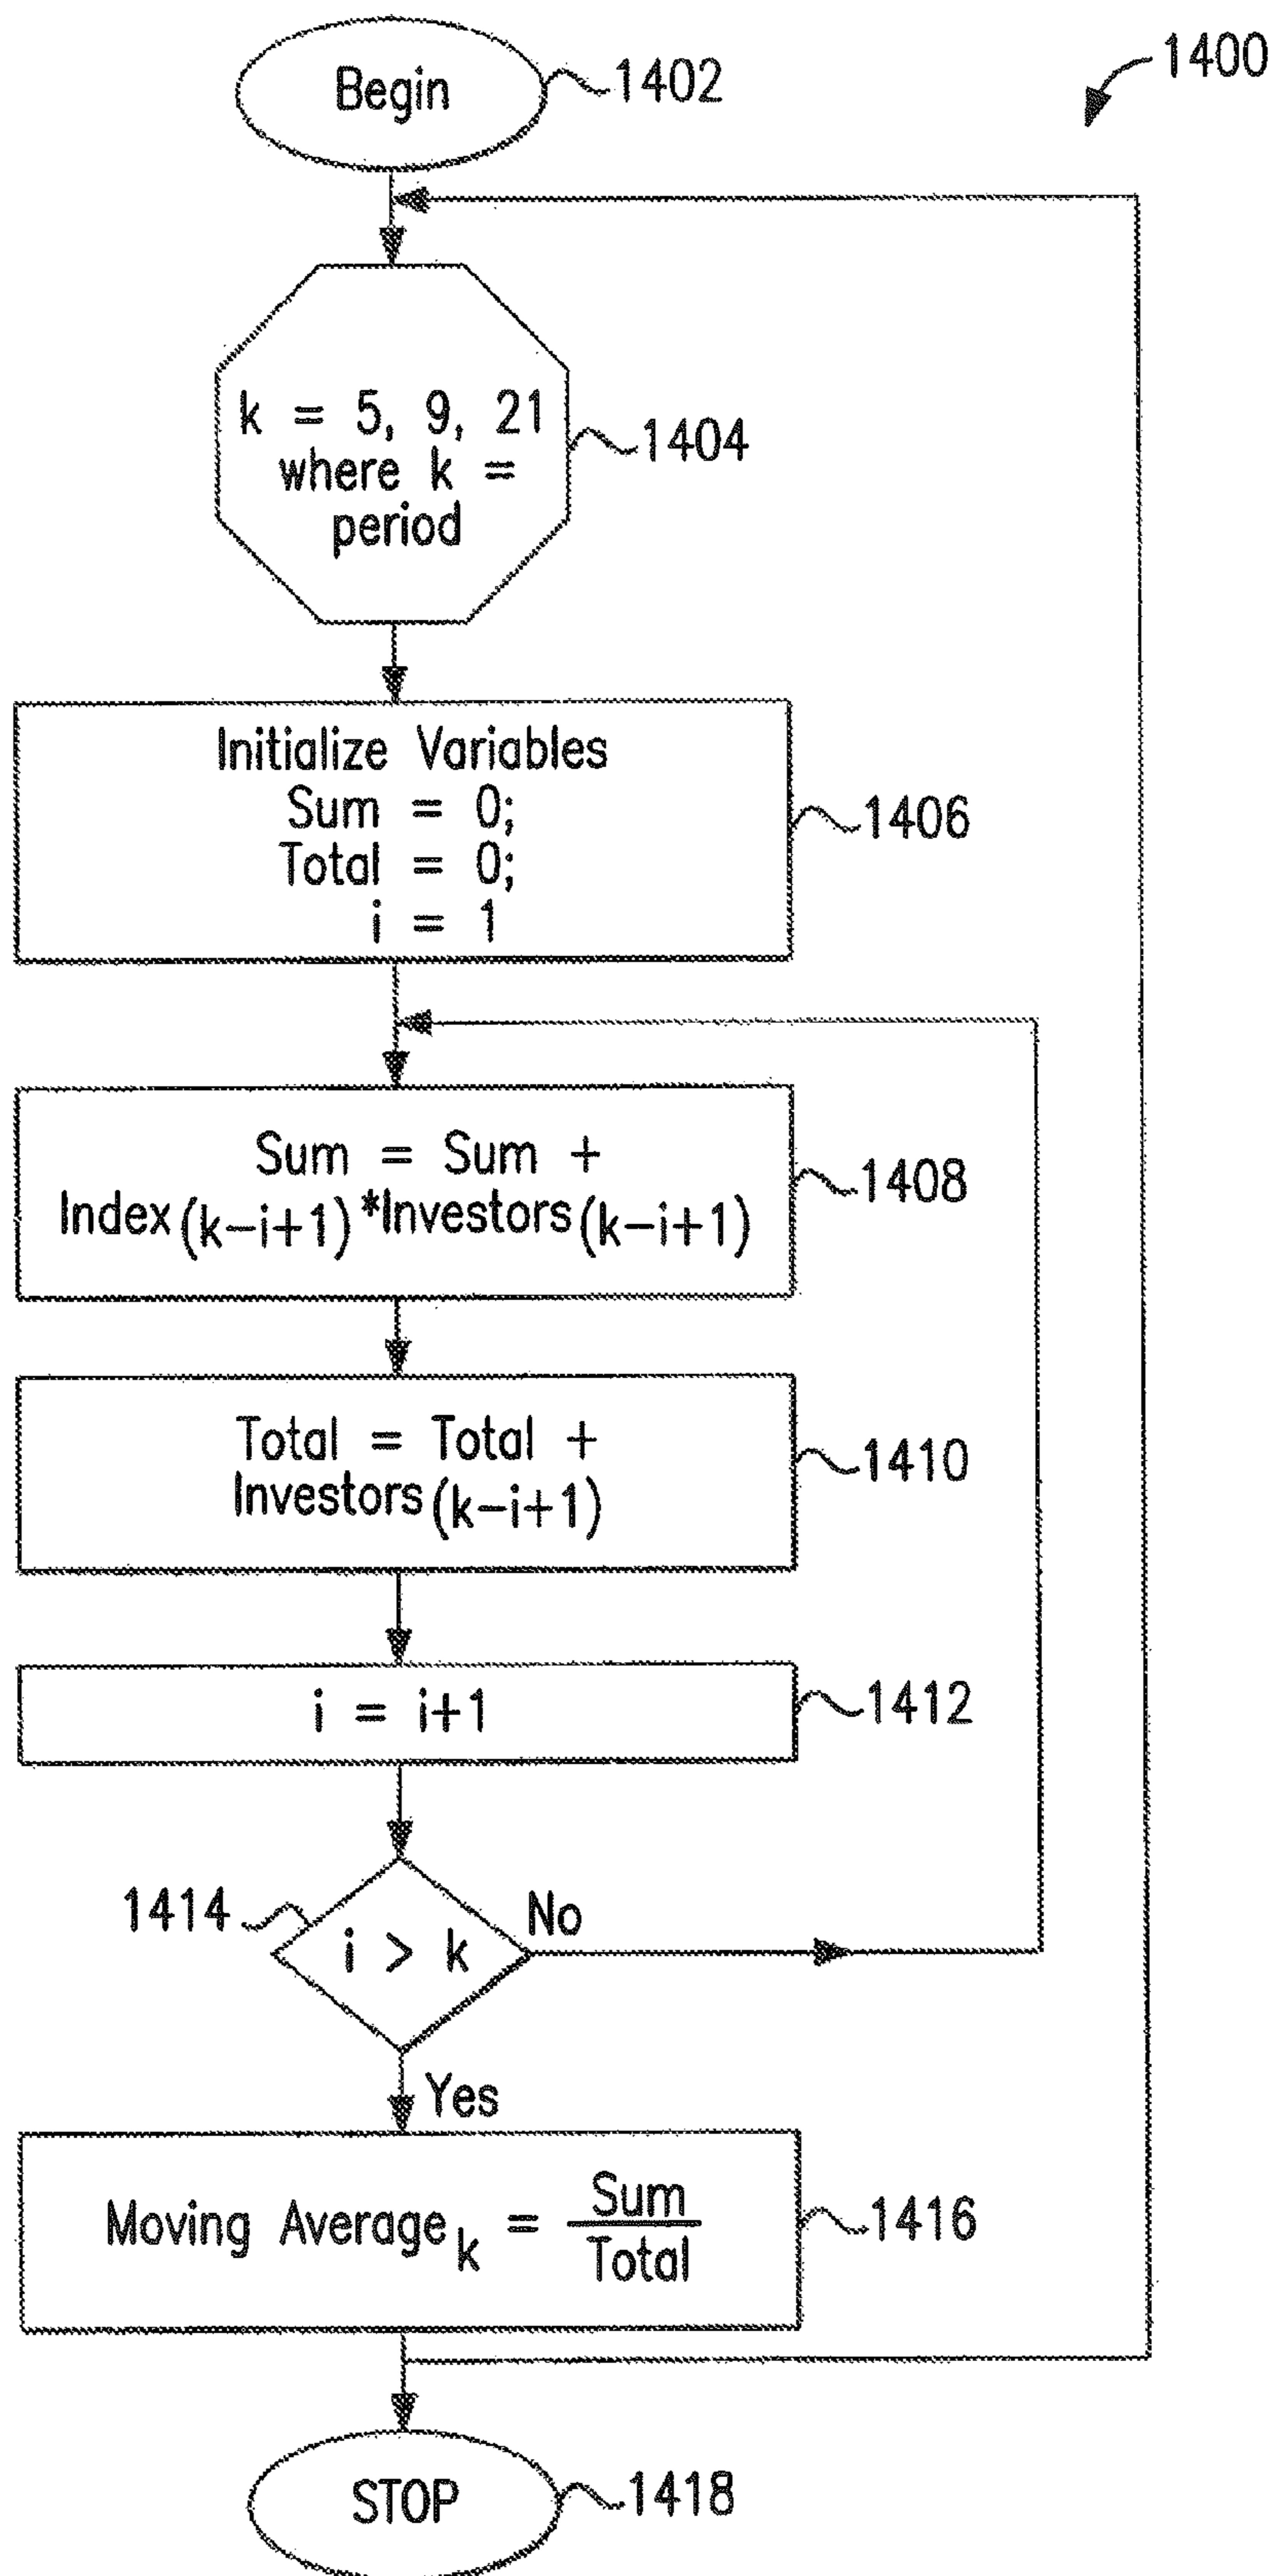 1400
Begin
1402
k = 5, 9, 21
where k =
period
1404
Initialize Variables
Sum = 0;
Total = 0;
i = 1
1406
Sum = Sum +
Index(k-i+1)*Investors(k-i+1)
1408
Total = Total +
Investors(k-i+1)
1410
i = i+1
1412
1414
i > k
No
Yes
Moving Averagek = Sum
Total
1416
STOP
1418